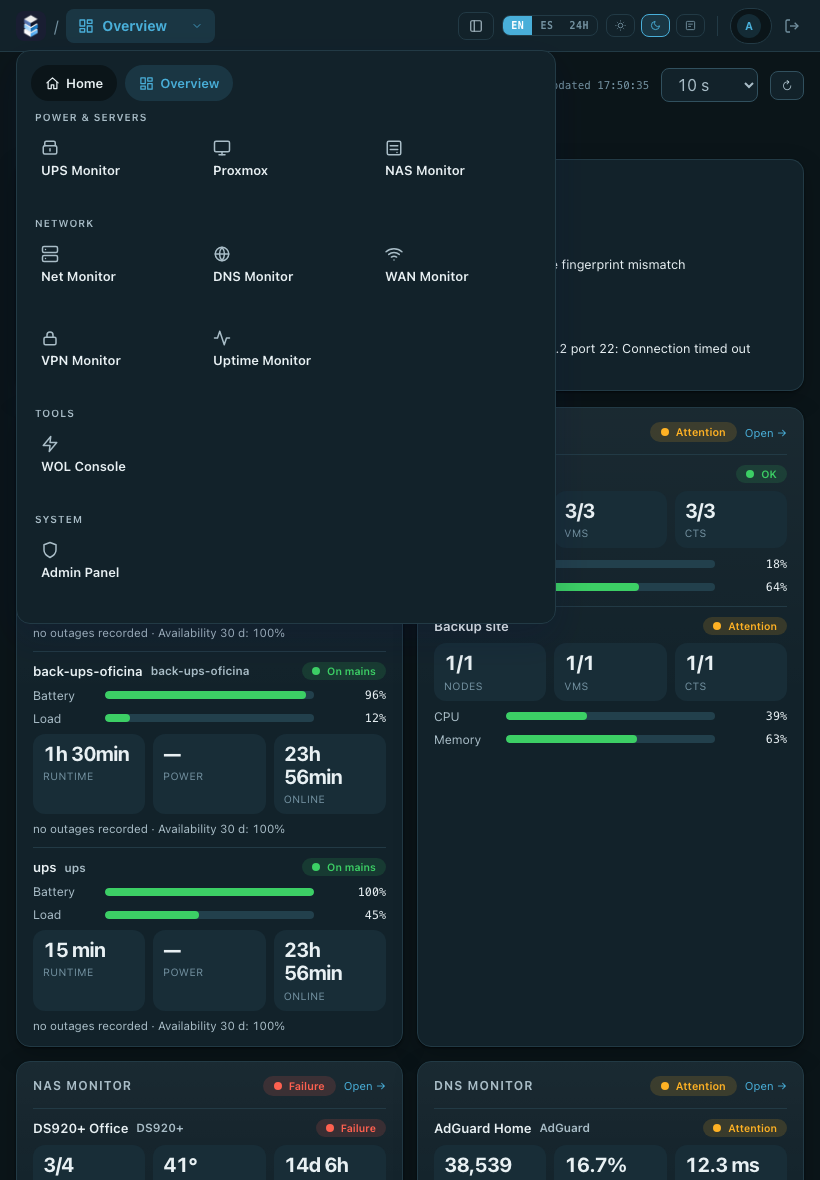 / Overview EN ES 24H A
Home Overview
dated 17:50:35 10 s
POWER & SERVERS
UPS Monitor Proxmox NAS Monitor
NETWORK
Net Monitor DNS Monitor WAN Monitor
fingerprint mismatch
VPN Monitor Uptime Monitor
.2 port 22: Connection timed out
TOOLS
WOL Console
SYSTEM
Admin Panel
Attention Open →
OK
3/3 3/3
VMS CTS
18%
64%
no outages recorded · Availability 30 d: 100%
back-ups-oficina back-ups-oficina On mains
Battery 96%
Load 12%
1h 30min — 23h 56min
RUNTIME POWER ONLINE
no outages recorded · Availability 30 d: 100%
ups ups On mains
Battery 100%
Load 45%
15 min — 23h 56min
RUNTIME POWER ONLINE
no outages recorded · Availability 30 d: 100%
Backup site Attention
1/1 1/1 1/1
NODES VMS CTS
CPU 39%
Memory 63%
NAS MONITOR Failure Open →
DS920+ Office DS920+ Failure
3/4 41° 14d 6h
DNS MONITOR Attention Open →
AdGuard Home AdGuard Attention
38,539 16.7% 12.3 ms